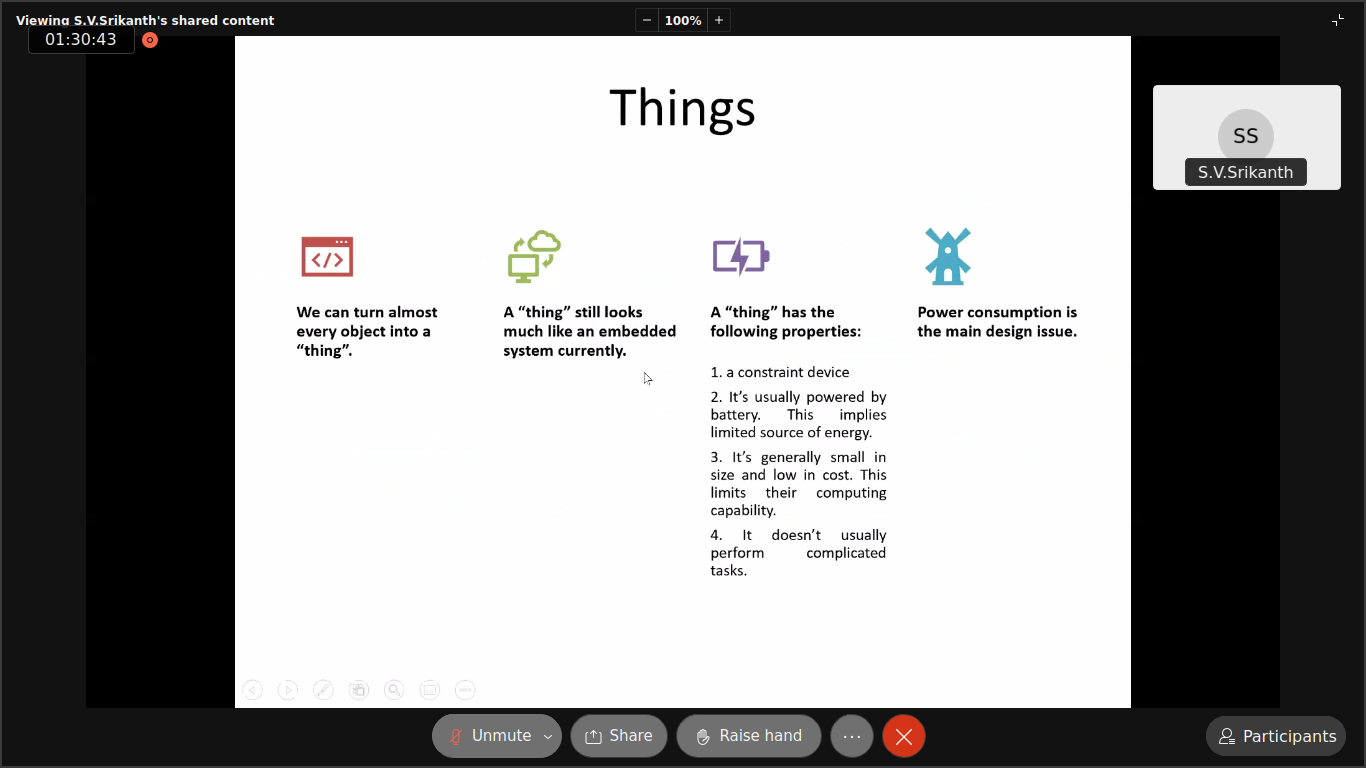 Viewing S.V.Srikanth's shared content
100%
01:30:43
Things
SS
S.V.Srikanth
We can turn almost
every object into a
“thing”.
A “thing” still looks
much like an embedded
system currently.
A “thing” has the
following properties:
1. a constraint device
2. It’s usually powered by
battery. This implies
limited source of energy.
3. It’s generally small in
size and low in cost. This
limits their computing
capability.
4. It doesn’t usually
perform complicated
tasks.
Power consumption is
the main design issue.
Unmute
Share
Raise hand
Participants